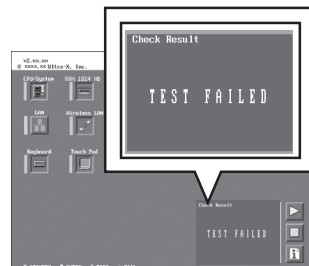 Check Result
TEST FAILED
v2.xx.xx
© xxxx, xx Ultra-X, Inc.
CPU/System RAM 1024 MB
LAN Wireless LAN
Keyboard Touch Pad
Check Result
TEST FAILED